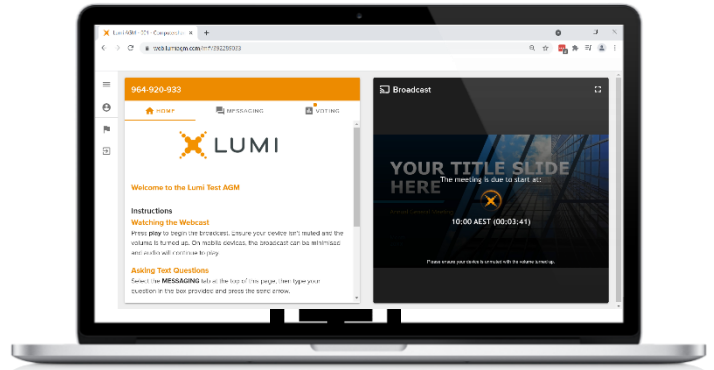 964-920-933
HOME
MESSAGING
VOTING
LUMI
Welcome to the Lumi Test AGM
Instructions
Watching the Webcast
Press play to begin the broadcast. Ensure your device isn't muted and the
volume is turned up. On mobile devices, the broadcast can be minimised
and audio will continue to play.
Asking Text Questions
Select the MESSAGING tab at the top of this page, then type your
question in the box provided and press the send arrow.
Broadcast
YOUR TITLE SLIDE
HERE
The meeting is due to start at:
10:00 AEST (00:03:41)
Please ensure your device is unmuted with the volume turned up.